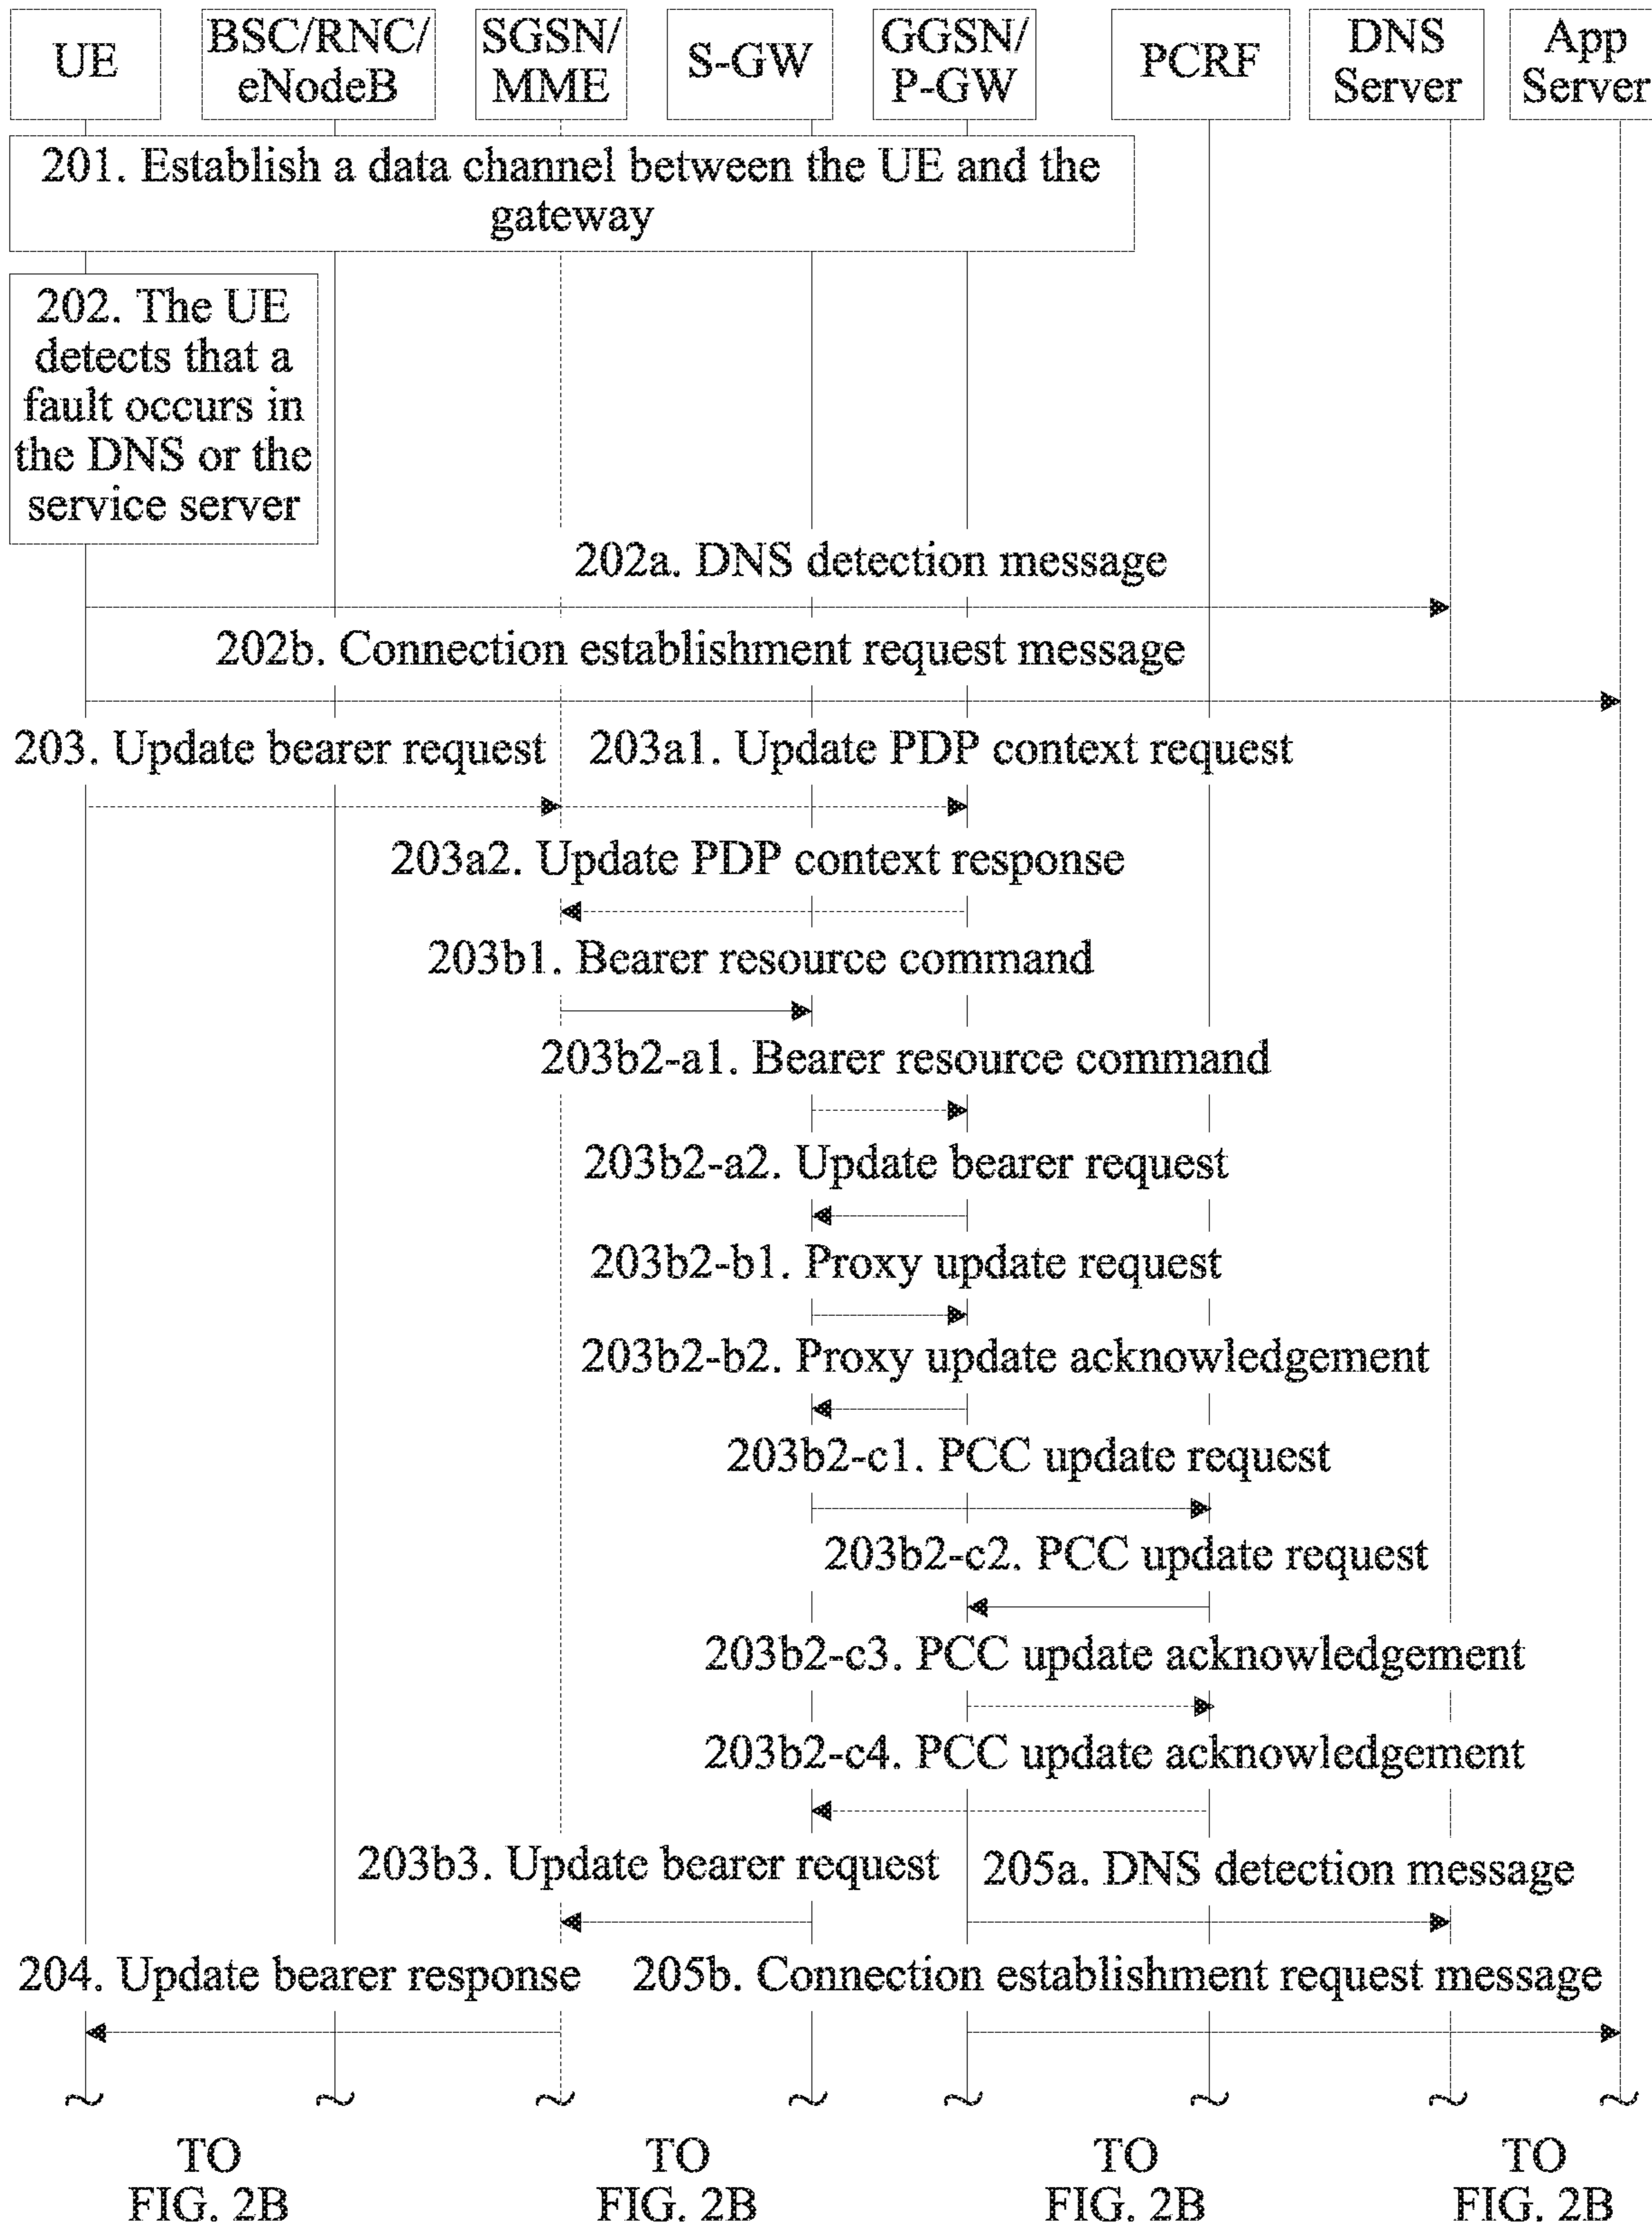 UE
BSC/RNC/
eNodeB
SGSN/
MME
S-GW
GGSN/
P-GW
PCRF
DNS
Server
App
Server
201. Establish a data channel between the UE and the
gateway
202. The UE
detects that a
fault occurs in
the DNS or the
service server
202a. DNS detection message
202b. Connection establishment request message
203. Update bearer request
203a1. Update PDP context request
203a2. Update PDP context response
203b1. Bearer resource command
203b2-a1. Bearer resource command
203b2-a2. Update bearer request
203b2-b1. Proxy update request
203b2-b2. Proxy update acknowledgement
203b2-c1. PCC update request
203b2-c2. PCC update request
203b2-c3. PCC update acknowledgement
203b2-c4. PCC update acknowledgement
203b3. Update bearer request
205a. DNS detection message
204. Update bearer response
205b. Connection establishment request message
TO
FIG. 2B
TO
FIG. 2B
TO
FIG. 2B
TO
FIG. 2B